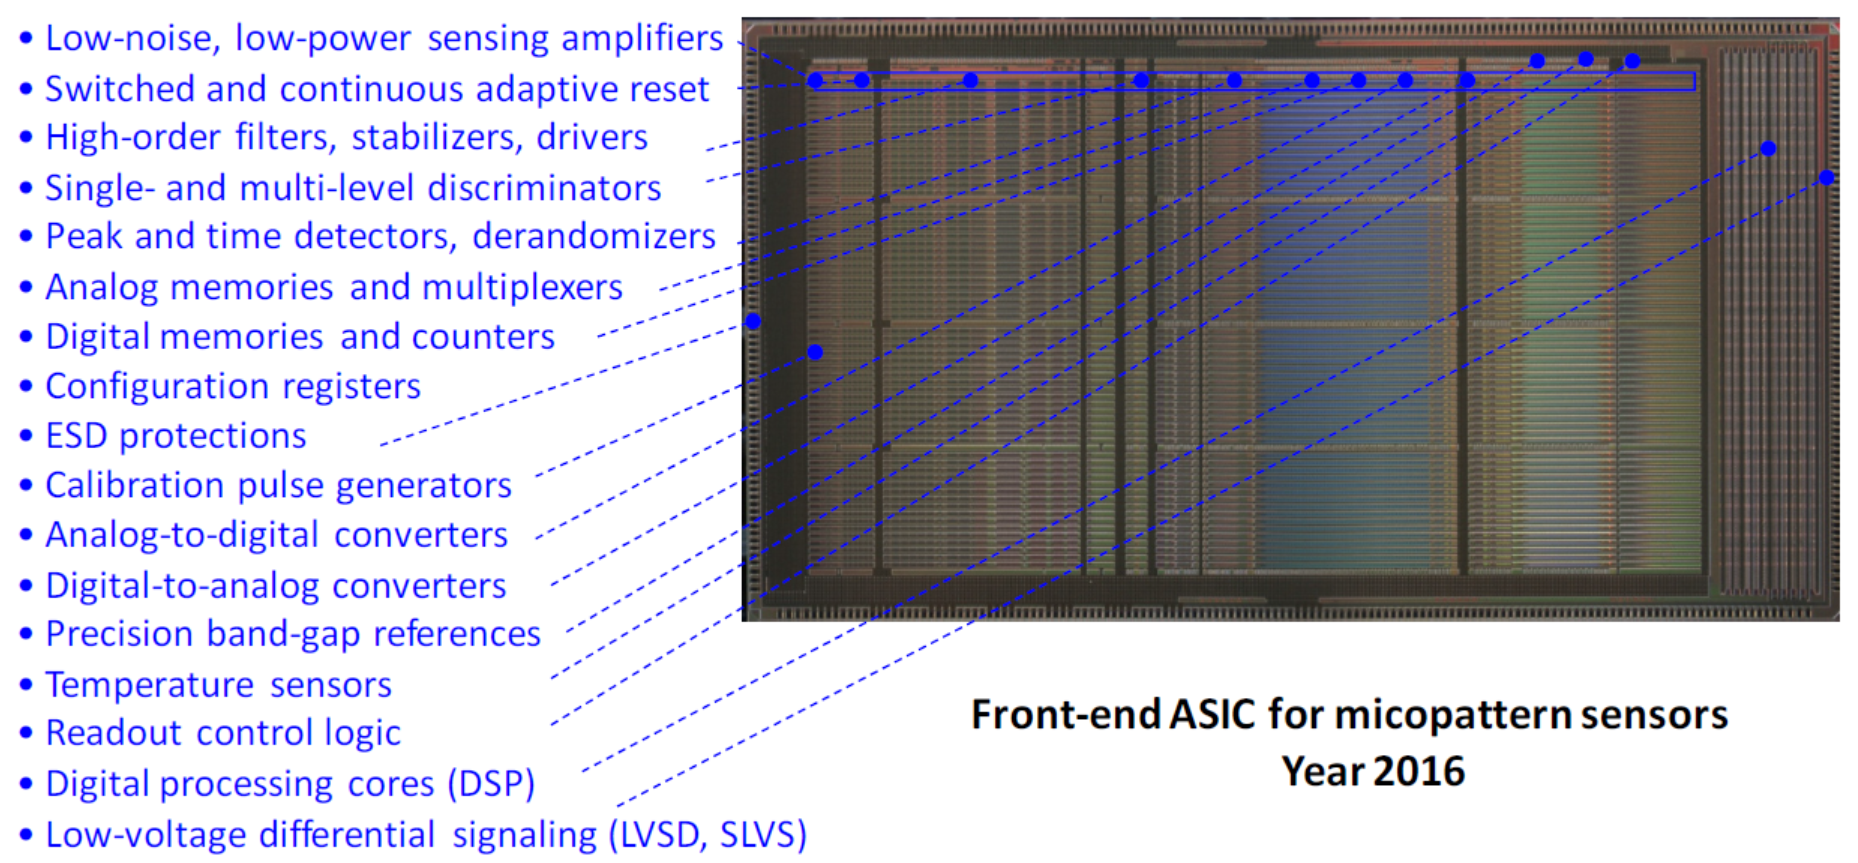 • Low-noise, low-power sensing amplifiers
• Switched and continuous adaptive reset
• High-order filters, stabilizers, drivers
• Single- and multi-level discriminators
• Peak and time detectors, derandomizers
• Analog memories and multiplexers
• Digital memories and counters
• Configuration registers
• ESD protections
• Calibration pulse generators
• Analog-to-digital converters
• Digital-to-analog converters
• Precision band-gap references
• Temperature sensors
• Readout control logic
• Digital processing cores (DSP)
• Low-voltage differential signaling (LVSD, SLVS)
Front-end ASIC for micopattern sensors
Year 2016